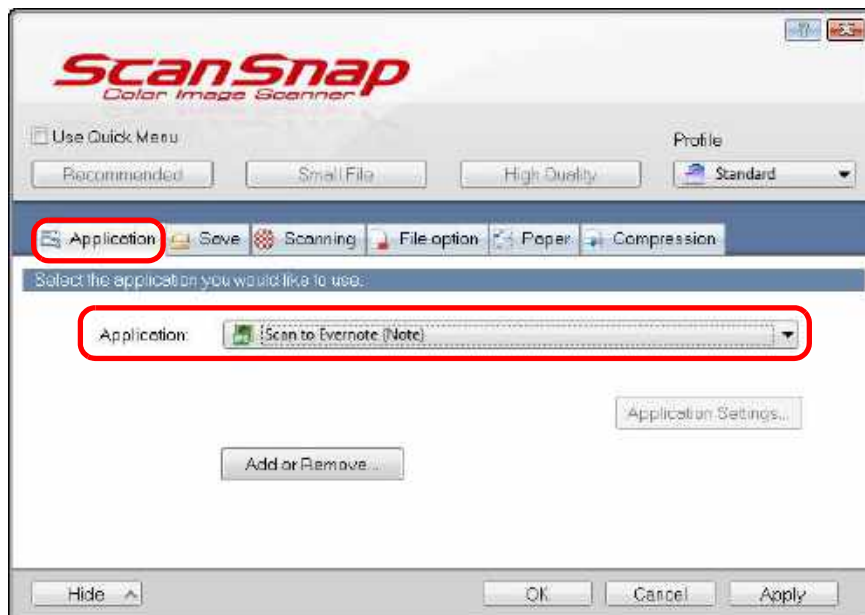 ScanSnap
Color Image Scanner
Use Quick Menu
Profile
Recommended Small File High Quality Standard
Application Save Scanning File option Paper Compression
Select the application you would like to use.
Application: Scan to Evernote (Note)
Application Settings...
Add or Remove...
Hide OK Cancel Apply